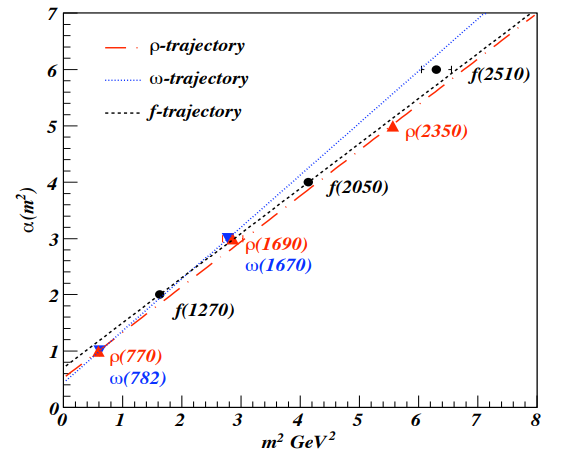 7
ρ-trajectory
ω-trajectory
f-trajectory
6
f(2510)
5
ρ(2350)
4
f(2050)
α(m²)
3
ρ(1690)
ω(1670)
2
f(1270)
1
ρ(770)
ω(782)
0
0 1 2 3 4 5 6 7 8
m² GeV²